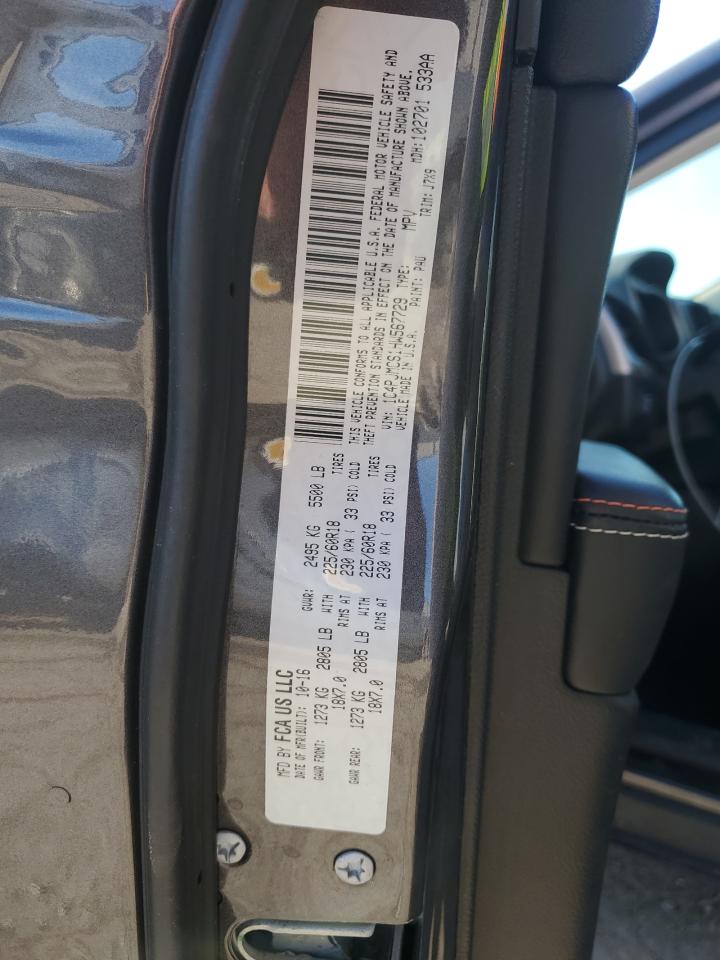 MFD BY FCA US LLC
DATE OF MFR(BUILT): 10-16 GVWR: 2495 KG 5500 LB
GAWR FRONT: 1273 KG 2805 LB WITH 225/60R18 TIRES
18X7.0 RIMS AT 230 KPA ( 33 PSI) COLD
GAWR REAR: 1273 KG 2805 LB WITH 225/60R18 TIRES
18X7.0 RIMS AT 230 KPA ( 33 PSI) COLD
THIS VEHICLE CONFORMS TO ALL APPLICABLE U.S.A. FEDERAL MOTOR VEHICLE SAFETY AND
THEFT PREVENTION STANDARDS IN EFFECT ON THE DATE OF MANUFACTURE SHOWN ABOVE.
VIN: 1C4PJMCS1HW567729 TYPE: MPV MDH: 102701 533AA
VEHICLE MADE IN U.S.A. PAINT: PAU TRIM: J7X9